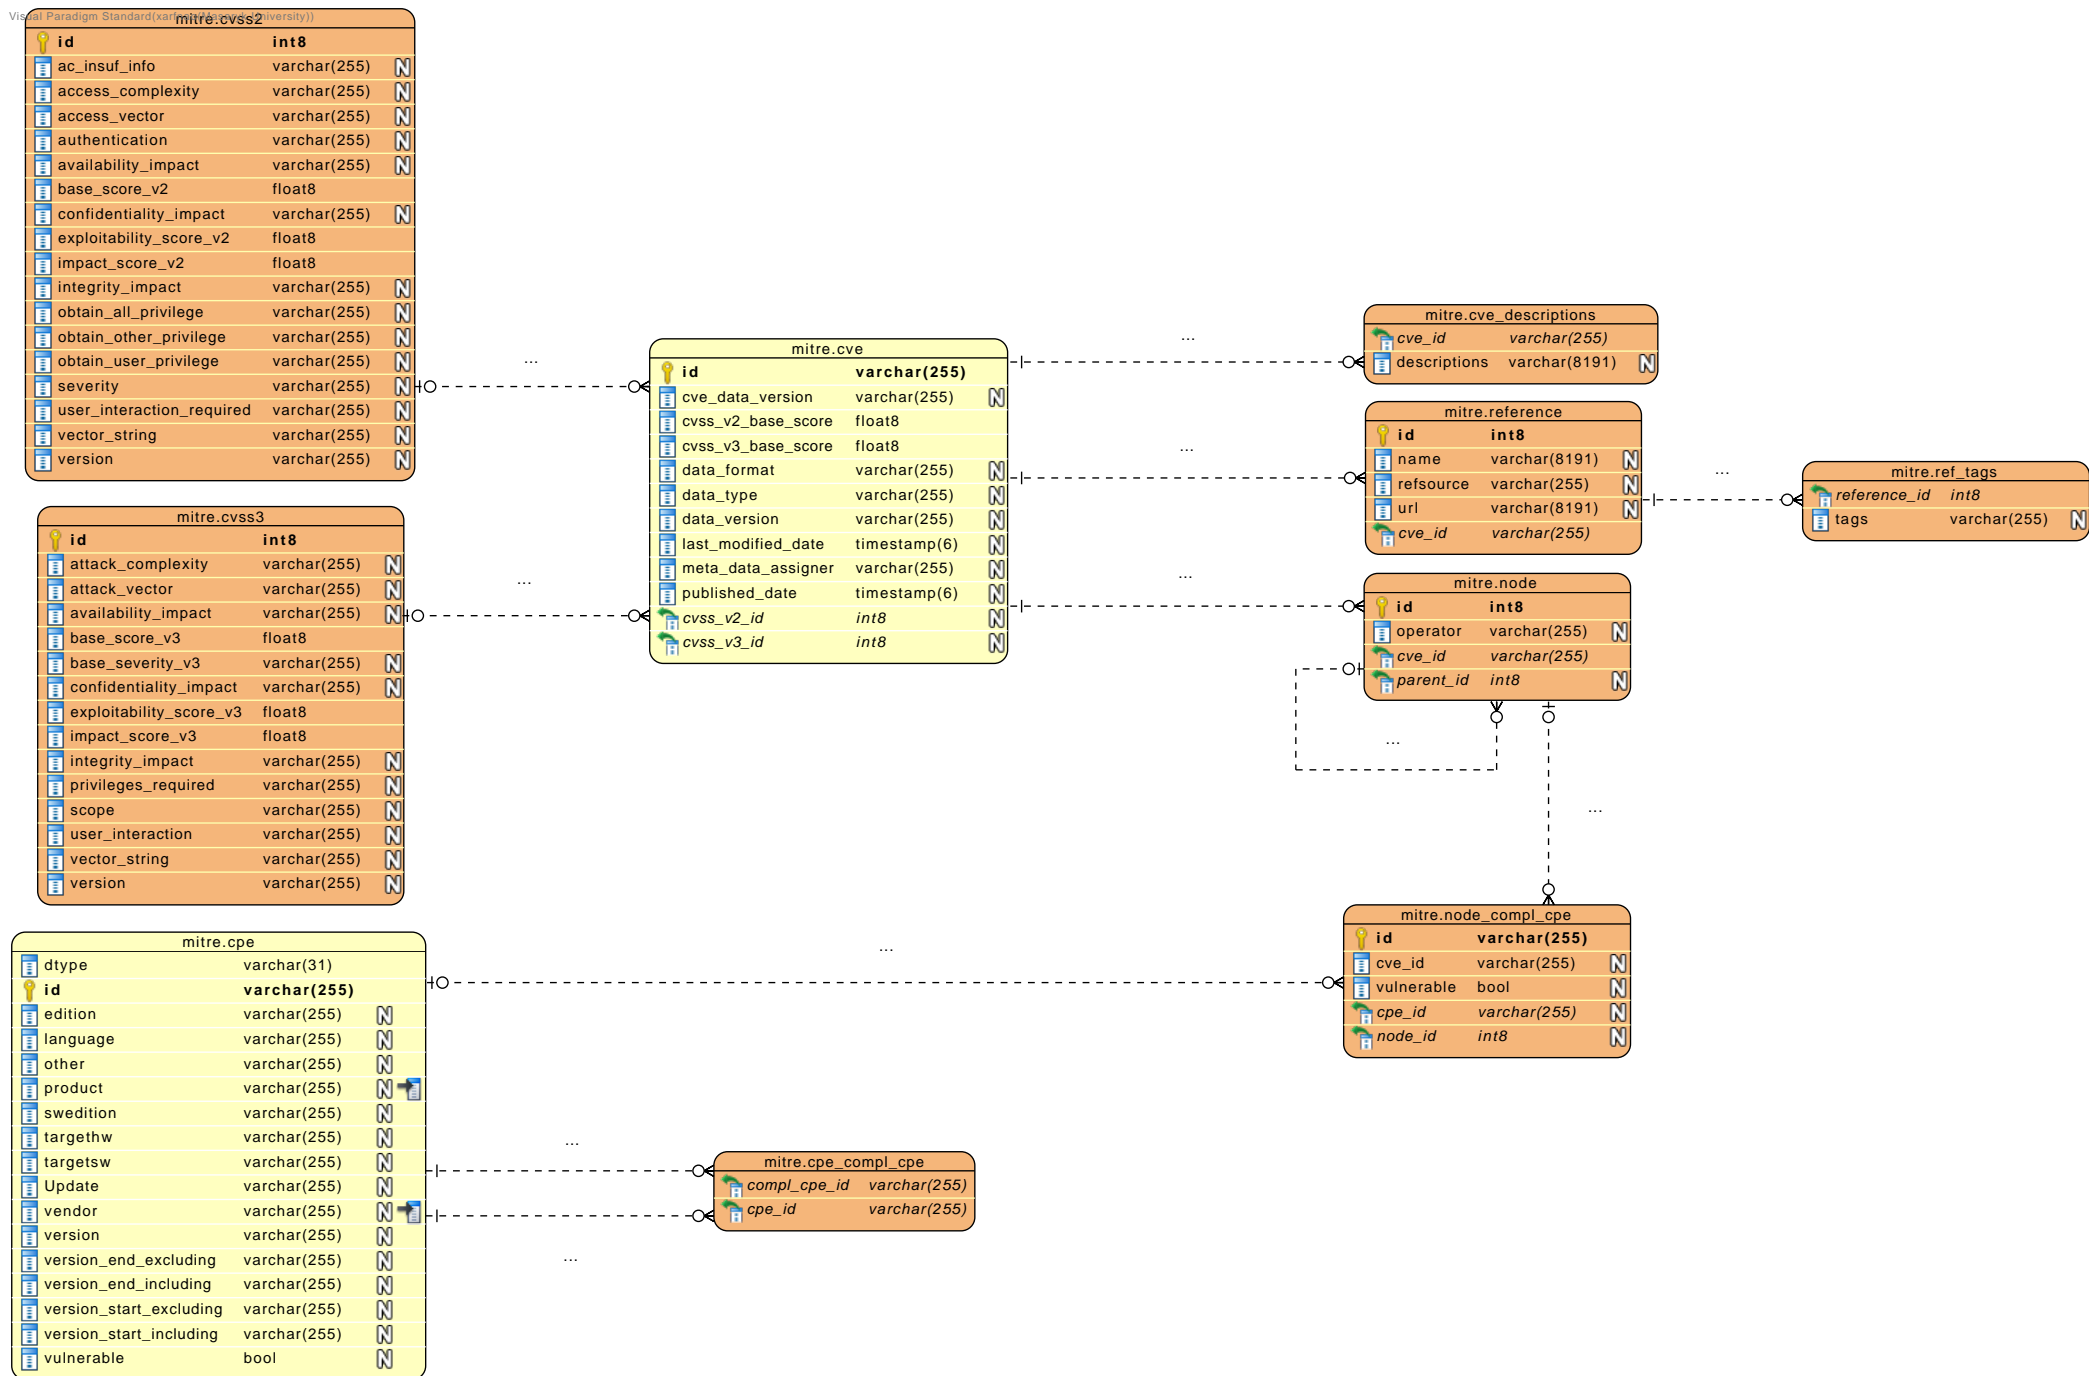 Visual Paradigm Standard(
University))
mitre.cvss2
id int8
ac_insuf_info varchar(255) N
access_complexity varchar(255) N
access_vector varchar(255) N
authentication varchar(255) N
availability_impact varchar(255) N
base_score_v2 float8
confidentiality_impact varchar(255) N
exploitability_score_v2 float8
impact_score_v2 float8
integrity_impact varchar(255) N
obtain_all_privilege varchar(255) N
obtain_other_privilege varchar(255) N
obtain_user_privilege varchar(255) N
severity varchar(255) N
user_interaction_required varchar(255) N
vector_string varchar(255) N
version varchar(255) N
...
mitre.cvss3
id int8
attack_complexity varchar(255) N
attack_vector varchar(255) N
availability_impact varchar(255) N
base_score_v3 float8
base_severity_v3 varchar(255) N
confidentiality_impact varchar(255) N
exploitability_score_v3 float8
impact_score_v3 float8
integrity_impact varchar(255) N
privileges_required varchar(255) N
scope varchar(255) N
user_interaction varchar(255) N
vector_string varchar(255) N
version varchar(255) N
...
mitre.cve
id varchar(255)
cve_data_version varchar(255) N
cvss_v2_base_score float8
cvss_v3_base_score float8
data_format varchar(255) N
data_type varchar(255) N
data_version varchar(255) N
last_modified_date timestamp(6) N
meta_data_assigner varchar(255) N
published_date timestamp(6) N
cvss_v2_id int8 N
cvss_v3_id int8 N
...
mitre.cve_descriptions
cve_id varchar(255)
descriptions varchar(8191) N
...
mitre.reference
id int8
name varchar(8191) N
refsource varchar(255) N
url varchar(8191) N
cve_id varchar(255)
...
mitre.ref_tags
reference_id int8
tags varchar(255) N
...
mitre.node
id int8
operator varchar(255) N
cve_id varchar(255)
parent_id int8 N
...
...
mitre.node_compl_cpe
id varchar(255)
cve_id varchar(255) N
vulnerable bool N
cpe_id varchar(255) N
node_id int8 N
...
mitre.cpe
dtype varchar(31)
id varchar(255)
edition varchar(255) N
language varchar(255) N
other varchar(255) N
product varchar(255) N
swedition varchar(255) N
targethw varchar(255) N
targetsw varchar(255) N
Update varchar(255) N
vendor varchar(255) N
version varchar(255) N
version_end_excluding varchar(255) N
version_end_including varchar(255) N
version_start_excluding varchar(255) N
version_start_including varchar(255) N
vulnerable bool N
...
mitre.cpe_compl_cpe
compl_cpe_id varchar(255)
cpe_id varchar(255)
...